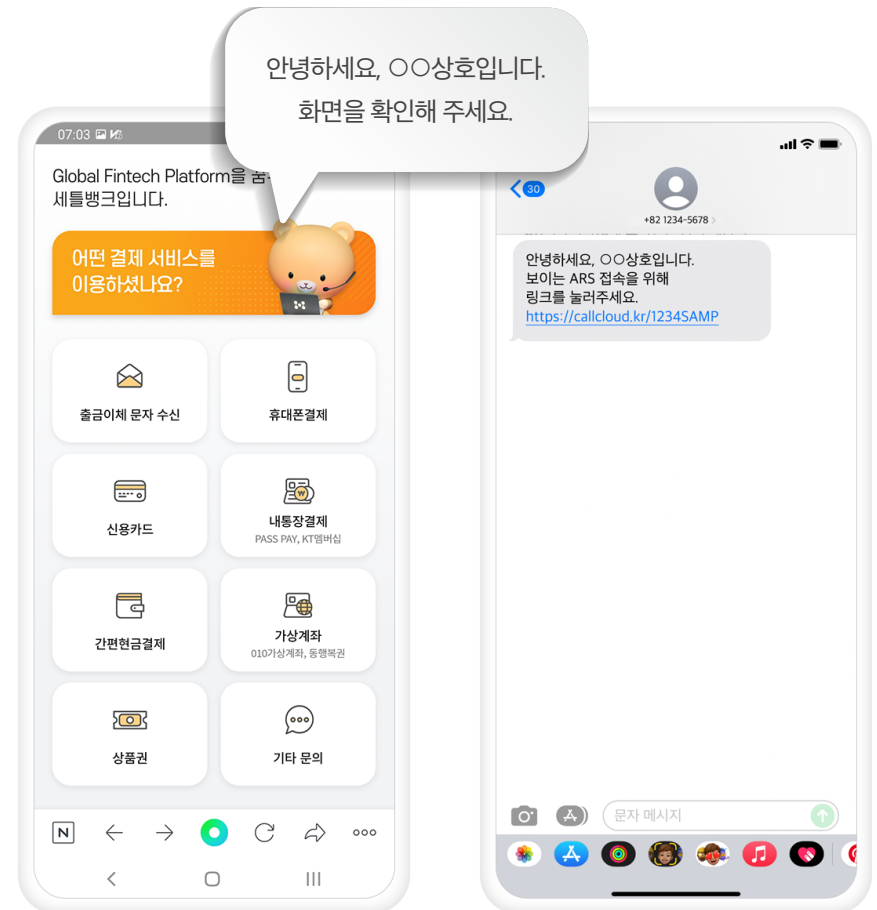 안녕하세요, ○○상호입니다.
화면을 확인해 주세요.
07:03
Global Fintech Platform을
세틀뱅크입니다.
어떤 결제 서비스를
이용하셨나요?
출금이체 문자 수신
휴대폰결제
신용카드
내통장결제
PASS PAY, KT멤버십
간편현금결제
가상계좌
010가상계좌, 동행복권
상품권
기타 문의
N
30
+82 1234-5678
안녕하세요, ○○상호입니다.
보이는 ARS 접속을 위해
링크를 눌러주세요.
https://callcloud.kr/1234SAMP
문자 메시지